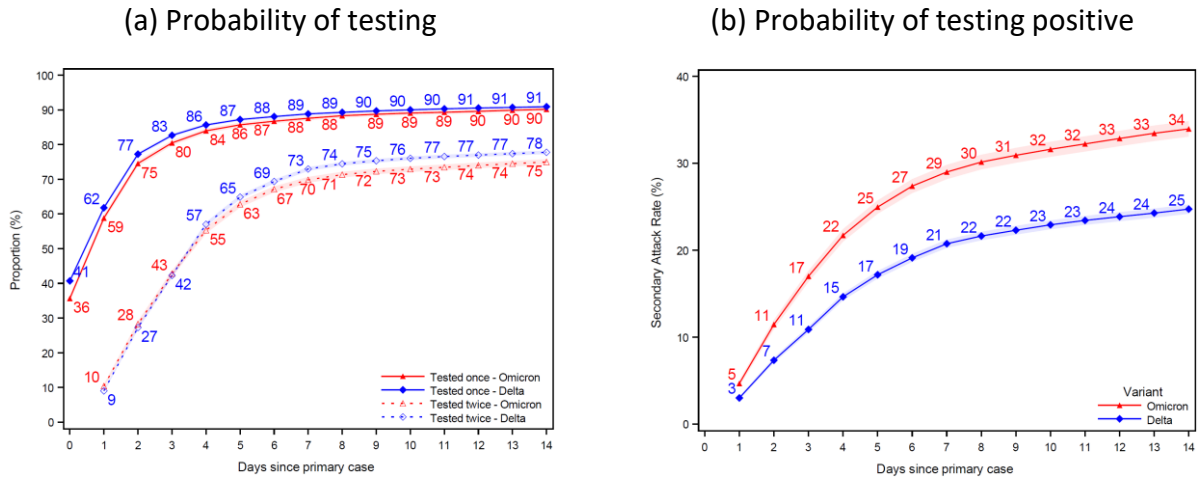 (a) Probability of testing
Proportion (%)
100
90
80
70
60
50
40
30
20
10
0
41 62 77 83 86 87 88 89 89 90 90 90 91 91 91
36 59 75 80 84 86 87 88 88 89 89 89 90 90 90
9 27 42 57 65 69 73 74 75 76 77 77 77 78
10 28 43 55 63 67 70 71 72 73 73 74 74 75
Tested once - Omicron
Tested once - Delta
Tested twice - Omicron
Tested twice - Delta
0 1 2 3 4 5 6 7 8 9 10 11 12 13 14
Days since primary case
(b) Probability of testing positive
Secondary Attack Rate (%)
40
30
20
10
0
5 11 17 22 25 27 29 30 31 32 32 33 33 34
3 7 11 15 17 19 21 22 22 23 23 24 24 25
Variant
Omicron
Delta
0 1 2 3 4 5 6 7 8 9 10 11 12 13 14
Days since primary case